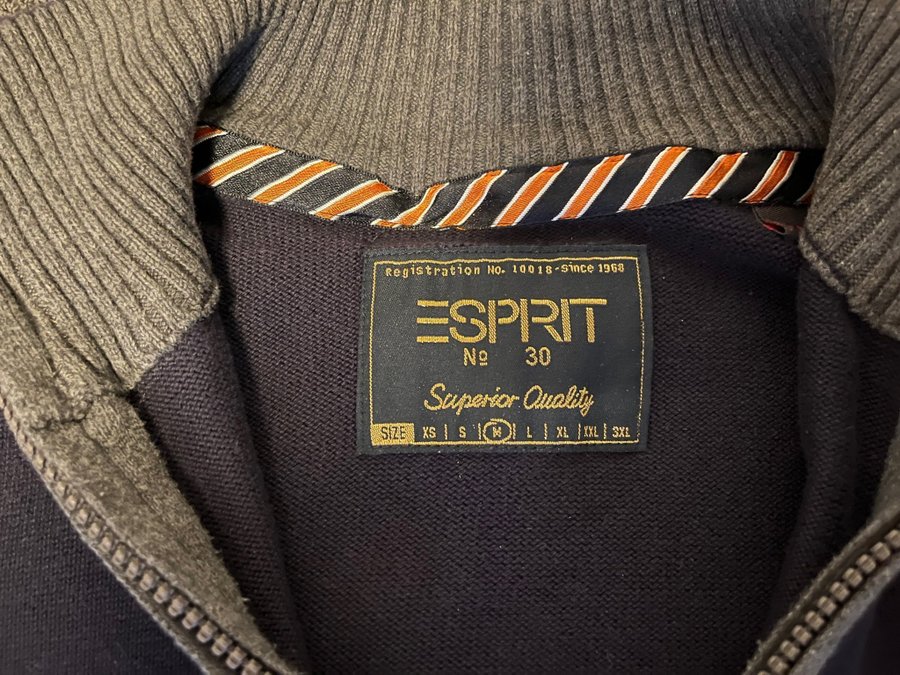 Registration No. 10018-since 1968
ESPRIT
No 30
Superior Quality
SIZE XS | S | M | L | XL | XXL | 3XL